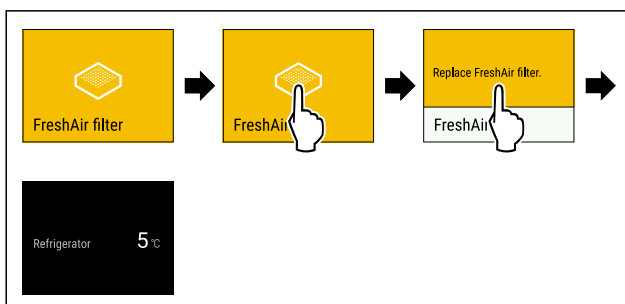 FreshAir filter
FreshAi
Replace FreshAir filter.
FreshAi
Refrigerator 5 °C